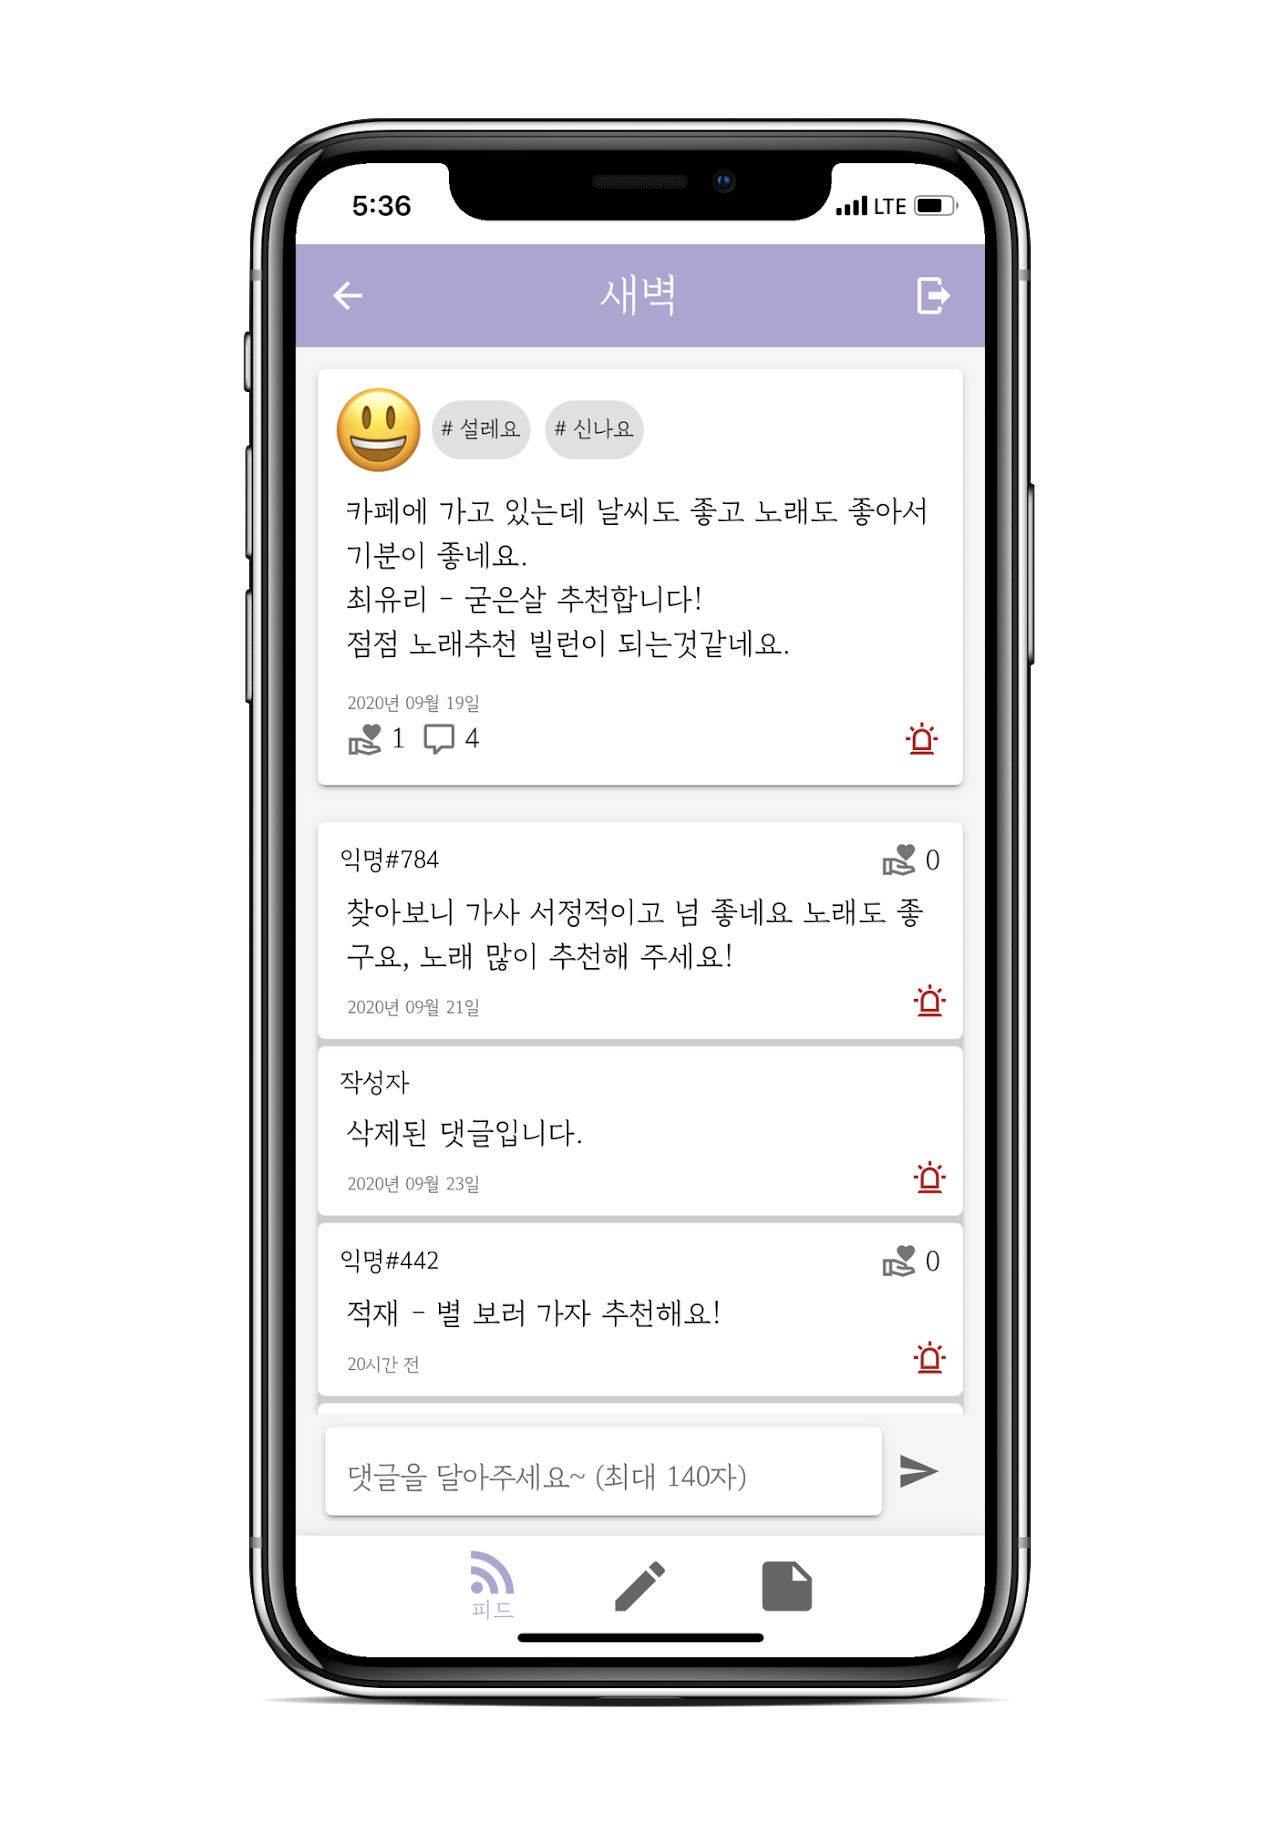 5:36
LTE
새벽
# 설레요 # 신나요
카페에 가고 있는데 날씨도 좋고 노래도 좋아서
기분이 좋네요.
최유리 - 굳은살 추천합니다!
점점 노래추천 빌런이 되는것같네요.
2020년 09월 19일
1 4
익명#784
0
찾아보니 가사 서정적이고 넘 좋네요 노래도 좋
구요, 노래 많이 추천해 주세요!
2020년 09월 21일
작성자
삭제된 댓글입니다.
2020년 09월 23일
익명#442
0
적재 - 별 보러 가자 추천해요!
20시간 전
댓글을 달아주세요~ (최대 140자)
피드